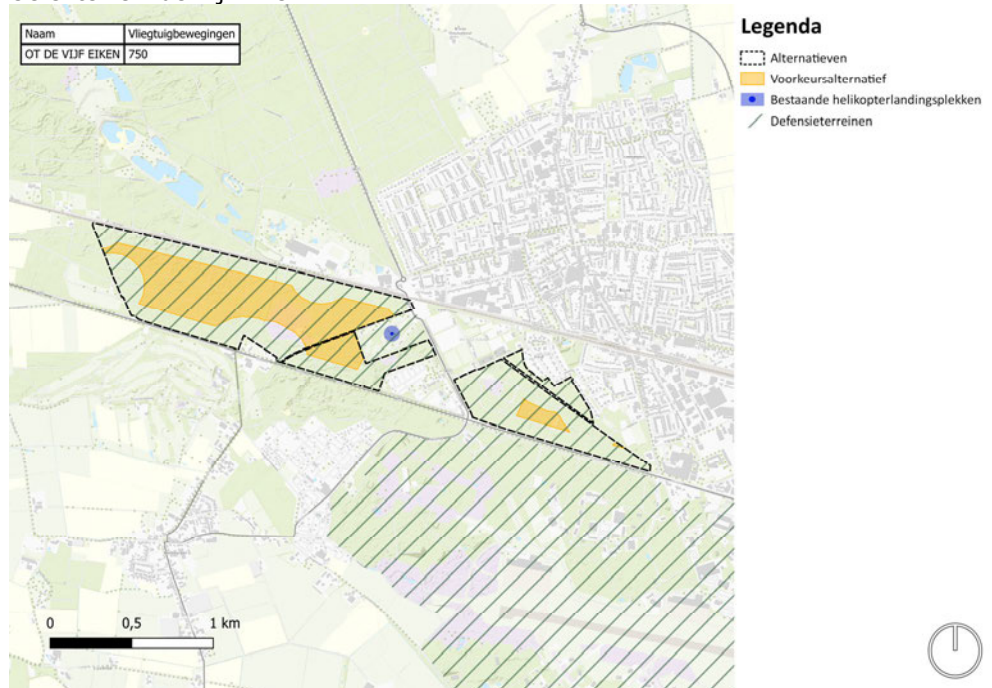 Naam Vliegtuigbewegingen
OT DE VIJF EIKEN 750
Legenda
Alternatieven
Voorkeursalternatief
Bestaande helikopterlandingsplekken
Defensieterreinen
0 0,5 1 km